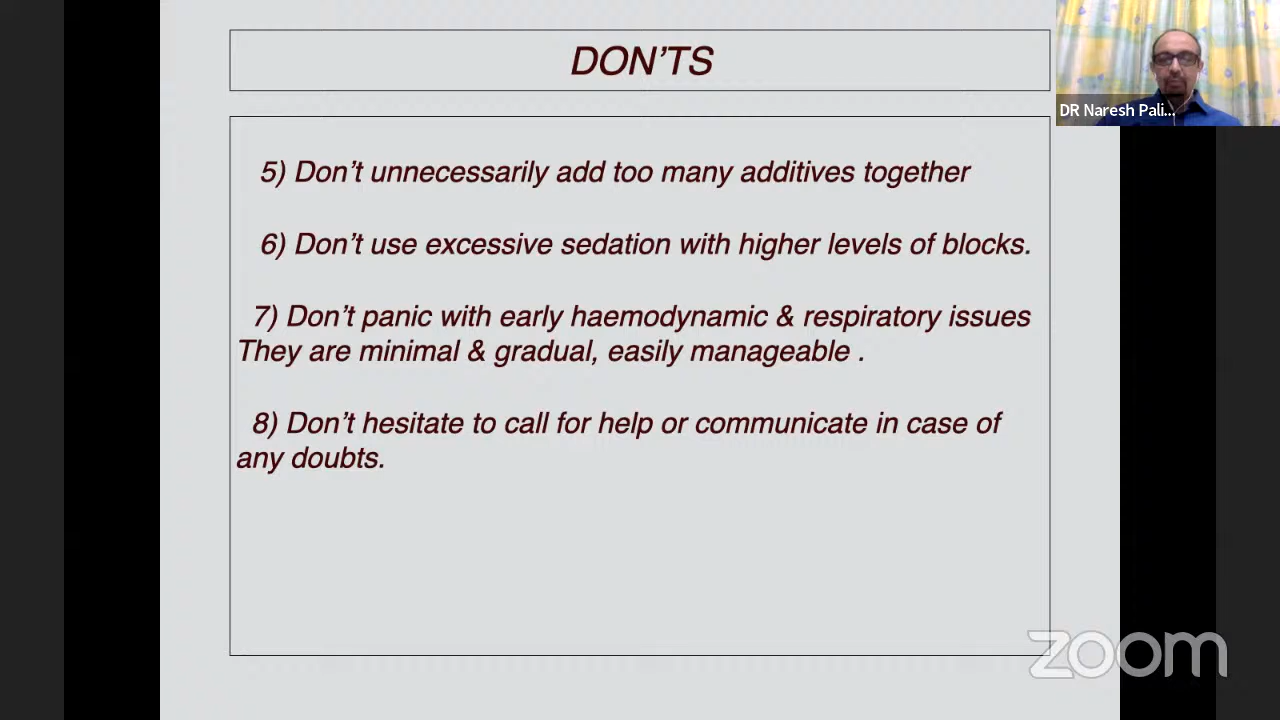 DON'TS
DR Naresh Pali...
5) Don't unnecessarily add too many additives together
6) Don't use excessive sedation with higher levels of blocks.
7) Don't panic with early haemodynamic & respiratory issues
They are minimal & gradual, easily manageable .
8) Don't hesitate to call for help or communicate in case of
any doubts.
zoom